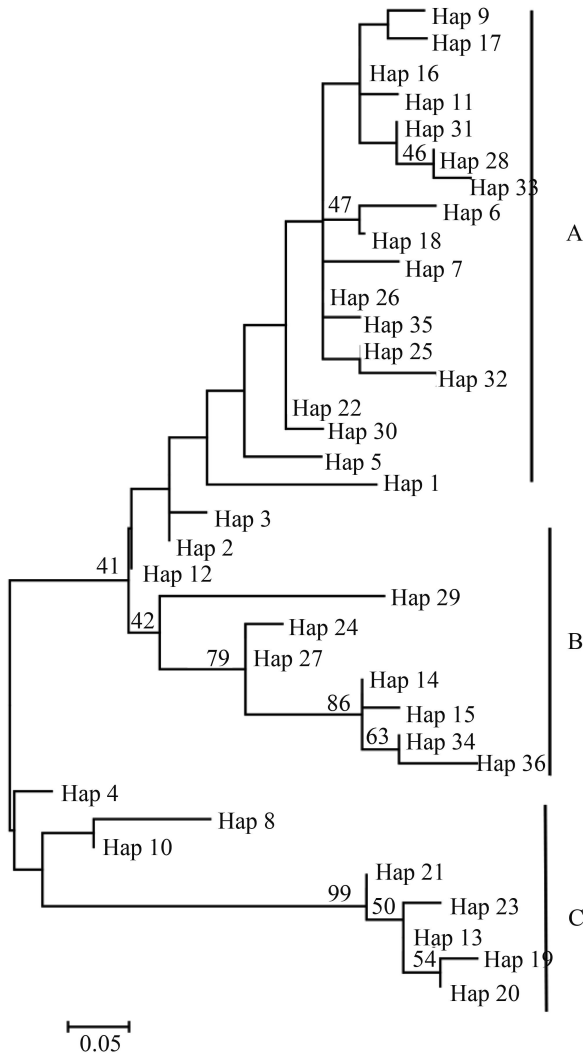 Hap 9
Hap 17
Hap 16
Hap 11
Hap 31
46
Hap 28
Hap 33
47
Hap 6
A
Hap 18
Hap 7
Hap 26
Hap 35
Hap 25
Hap 32
Hap 22
Hap 30
Hap 5
Hap 1
Hap 3
Hap 2
41
Hap 12
Hap 29
42
Hap 24
B
79
Hap 27
Hap 14
86
Hap 15
63
Hap 34
Hap 36
Hap 4
Hap 8
Hap 10
Hap 21
99
50
Hap 23
C
Hap 13
54
Hap 19
Hap 20
0.05